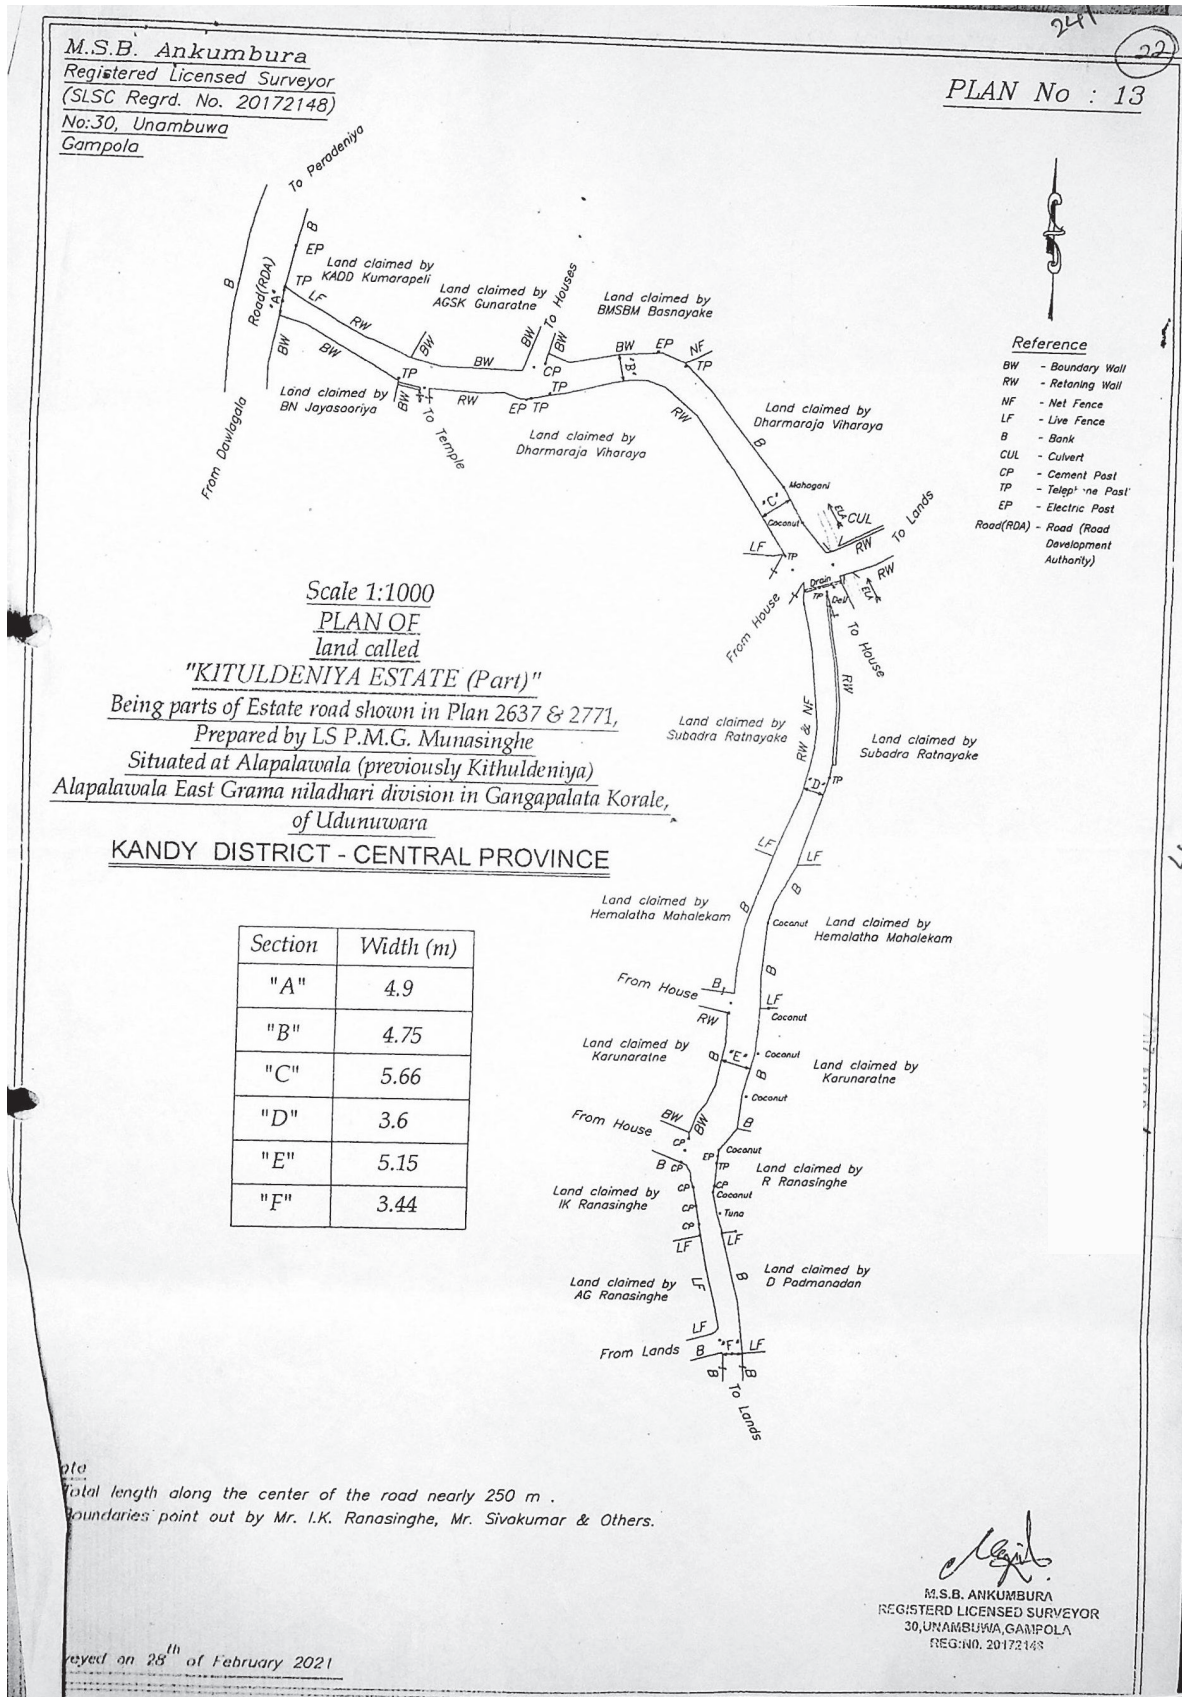 241
22
M.S.B. Ankumbura
Registered Licensed Surveyor
(SLSC Regrd. No. 20172148)
No:30, Unambuwa
Gampola
PLAN No : 13
To Peradeniya
B
EP
Land claimed by
KADD Kumarapeli
B
Road(RDA)
"A"
TP
LF
RW
Land claimed by
AGSK Gunaratne
BW
BW
BW
To Houses
BW
CP
Land claimed by
BMSBM Basnayake
BW
EP
NF
TP
"B"
BW
BW
TP
Land claimed by
BN Jayasooriya
BW
To Temple
RW
EP TP
TP
Land claimed by
Dharmaraja Viharaya
RW
From Dawlagala
Land claimed by
Dharmaraja Viharaya
B
Mahogani
"C"
Coconut
ELA
CUL
RW
To Lands
LF
TP
RW
ELA
Drain
TP
From House
To House
Reference
BW - Boundary Wall
RW - Retaning Wall
NF - Net Fence
LF - Live Fence
B - Bank
CUL - Culvert
CP - Cement Post
TP
EP - Electric Post
Road(RDA) - Road (Road
Development
Authority)
Scale 1:1000
PLAN OF
land called
"KITULDENIYA ESTATE (Part)"
Being parts of Estate road shown in Plan 2637 & 2771,
Prepared by LS P.M.G. Munasinghe
Situated at Alapalawala (previously Kithuldeniya)
Alapalawala East Grama niladhari division in Gangapalata Korale,
of Udunuwara
KANDY DISTRICT - CENTRAL PROVINCE
RW
RW & NF
Land claimed by
Subadra Ratnayake
Land claimed by
Subadra Ratnayake
"D"
TP
LF
LF
B
Land claimed by
Hemalatha Mahalekam
B
Coconut
Land claimed by
Hemalatha Mahalekam
Section Width (m)
"A" 4.9
"B" 4.75
"C" 5.66
"D" 3.6
"E" 5.15
"F" 3.44
B
From House
B
RW
LF
Coconut
Land claimed by
Karunaratne
B
"E"
Coconut
B
Land claimed by
Karunaratne
Coconut
From House
BW
BW
CP
B
EP
Coconut
B
CP
TP
Land claimed by
R Ranasinghe
Land claimed by
IK Ranasinghe
CP
CP
Coconut
CP
Tuna
CP
LF
LF
Land claimed by
AG Ranasinghe
LF
B
Land claimed by
D Padmanadan
LF
From Lands
B
"F"
LF
B
B
To Lands
Total length along the center of the road nearly 250 m .
Boundaries point out by Mr. I.K. Ranasinghe, Mr. Sivakumar & Others.
M.S.B. ANKUMBURA
REGISTERD LICENSED SURVEYOR
30,UNAMBUWA,GAMPOLA
REG:NO. 20172148
veyed on 28th of February 2021